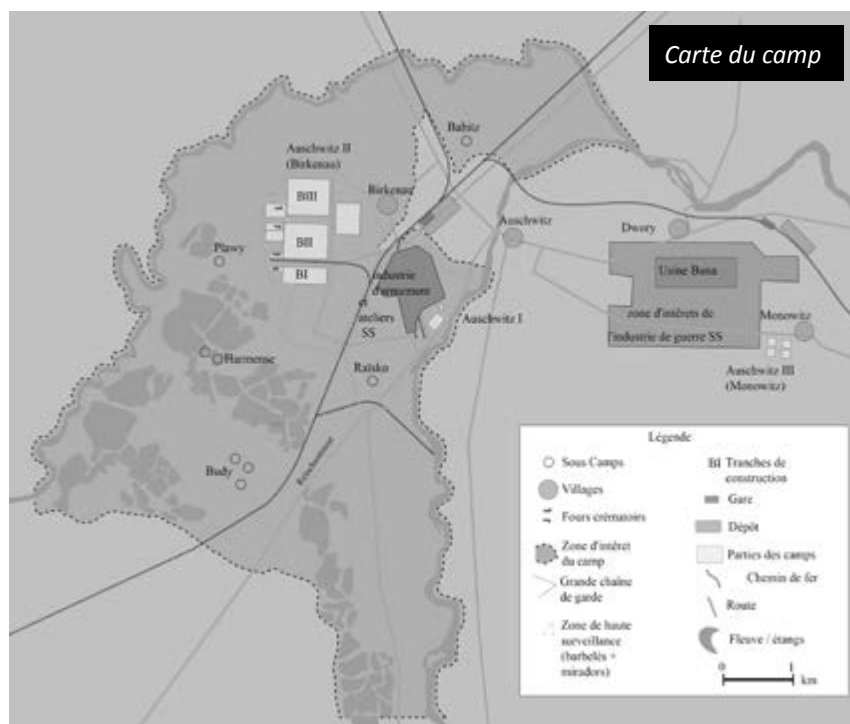 Carte du camp
Babitz
Auschwitz II
(Birkenau)
BIII
Birkenau
BII
BI
Plawy
Auschwitz
Dwory
Usine Buna
industrie
d'armement
et
ateliers
SS
zone d'intérets de
l'industrie de guerre SS
Monowitz
Auschwitz I
Auschwitz III
(Monowitz)
Harmense
Raïsko
Budy
Légende
Sous Camps
Villages
Fours crématoirs
Zone d'intéret
du camp
Grande chaîne
de garde
Zone de haute
surveillance
(barbelés +
miradors)
BI Tranches de
construction
Gare
Dépôt
Parties des camps
Chemin de fer
Route
Fleuve / étangs
0 1
km